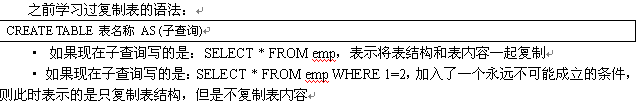 之前学习过复制表的语法：
CREATE TABLE 表名称 AS (子查询)
• 如果现在子查询写的是：SELECT * FROM emp，表示将表结构和表内容一起复制
• 如果现在子查询写的是：SELECT * FROM emp WHERE 1=2，加入了一个永远不可能成立的条件，
则此时表示的是只复制表结构，但是不复制表内容